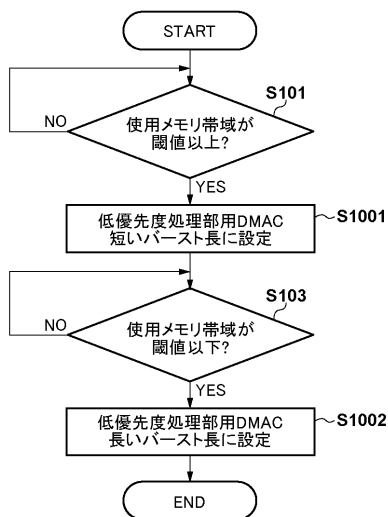 START
S101
使用メモリ帯域が
閾値以上?
NO
YES
低優先度処理部用DMAC
短いバースト長に設定
S1001
S103
使用メモリ帯域が
閾値以下?
NO
YES
低優先度処理部用DMAC
長いバースト長に設定
S1002
END